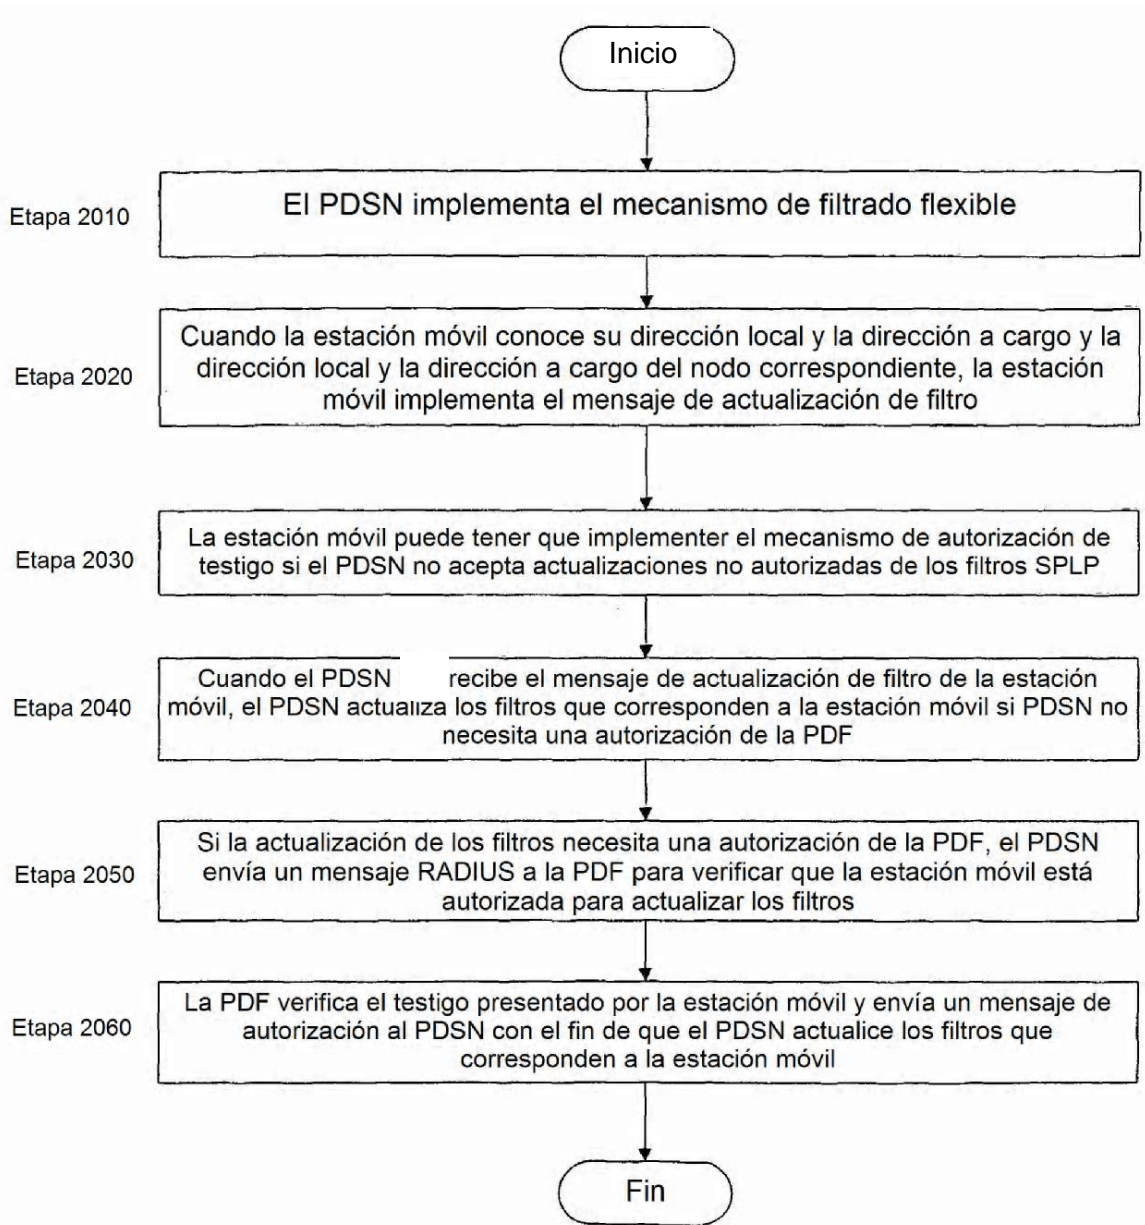 Inicio
Etapa 2010
El PDSN implementa el mecanismo de filtrado flexible
Etapa 2020
Cuando la estación móvil conoce su dirección local y la dirección a cargo y la
dirección local y la dirección a cargo del nodo correspondiente, la estación
móvil implementa el mensaje de actualización de filtro
Etapa 2030
La estación móvil puede tener que implementer el mecanismo de autorización de
testigo si el PDSN no acepta actualizaciones no autorizadas de los filtros SPLP
Etapa 2040
Cuando el PDSN recibe el mensaje de actualización de filtro de la estación
móvil, el PDSN actualiza los filtros que corresponden a la estación móvil si PDSN no
necesita una autorización de la PDF
Etapa 2050
Si la actualización de los filtros necesita una autorización de la PDF, el PDSN
envía un mensaje RADIUS a la PDF para verificar que la estación móvil está
autorizada para actualizar los filtros
Etapa 2060
La PDF verifica el testigo presentado por la estación móvil y envía un mensaje de
autorización al PDSN con el fin de que el PDSN actualice los filtros que
corresponden a la estación móvil
Fin